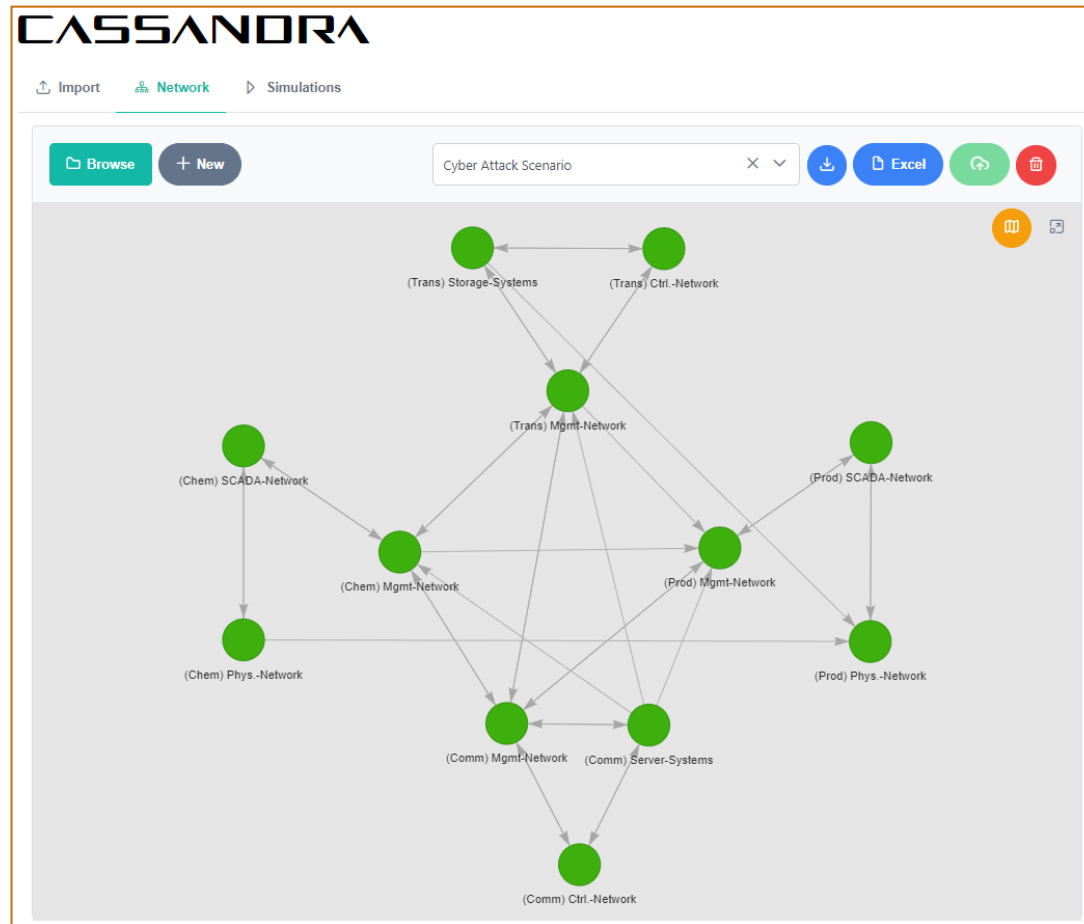 CASSANDRA
Import Network Simulations
Browse New Cyber Attack Scenario Excel
(Trans) Storage-Systems (Trans) Ctrl.-Network
(Trans) Mgmt-Network
(Chem) SCADA-Network (Prod) SCADA-Network
(Chem) Mgmt-Network (Prod) Mgmt-Network
(Chem) Phys.-Network (Prod) Phys.-Network
(Comm) Mgmt-Network (Comm) Server-Systems
(Comm) Ctrl.-Network